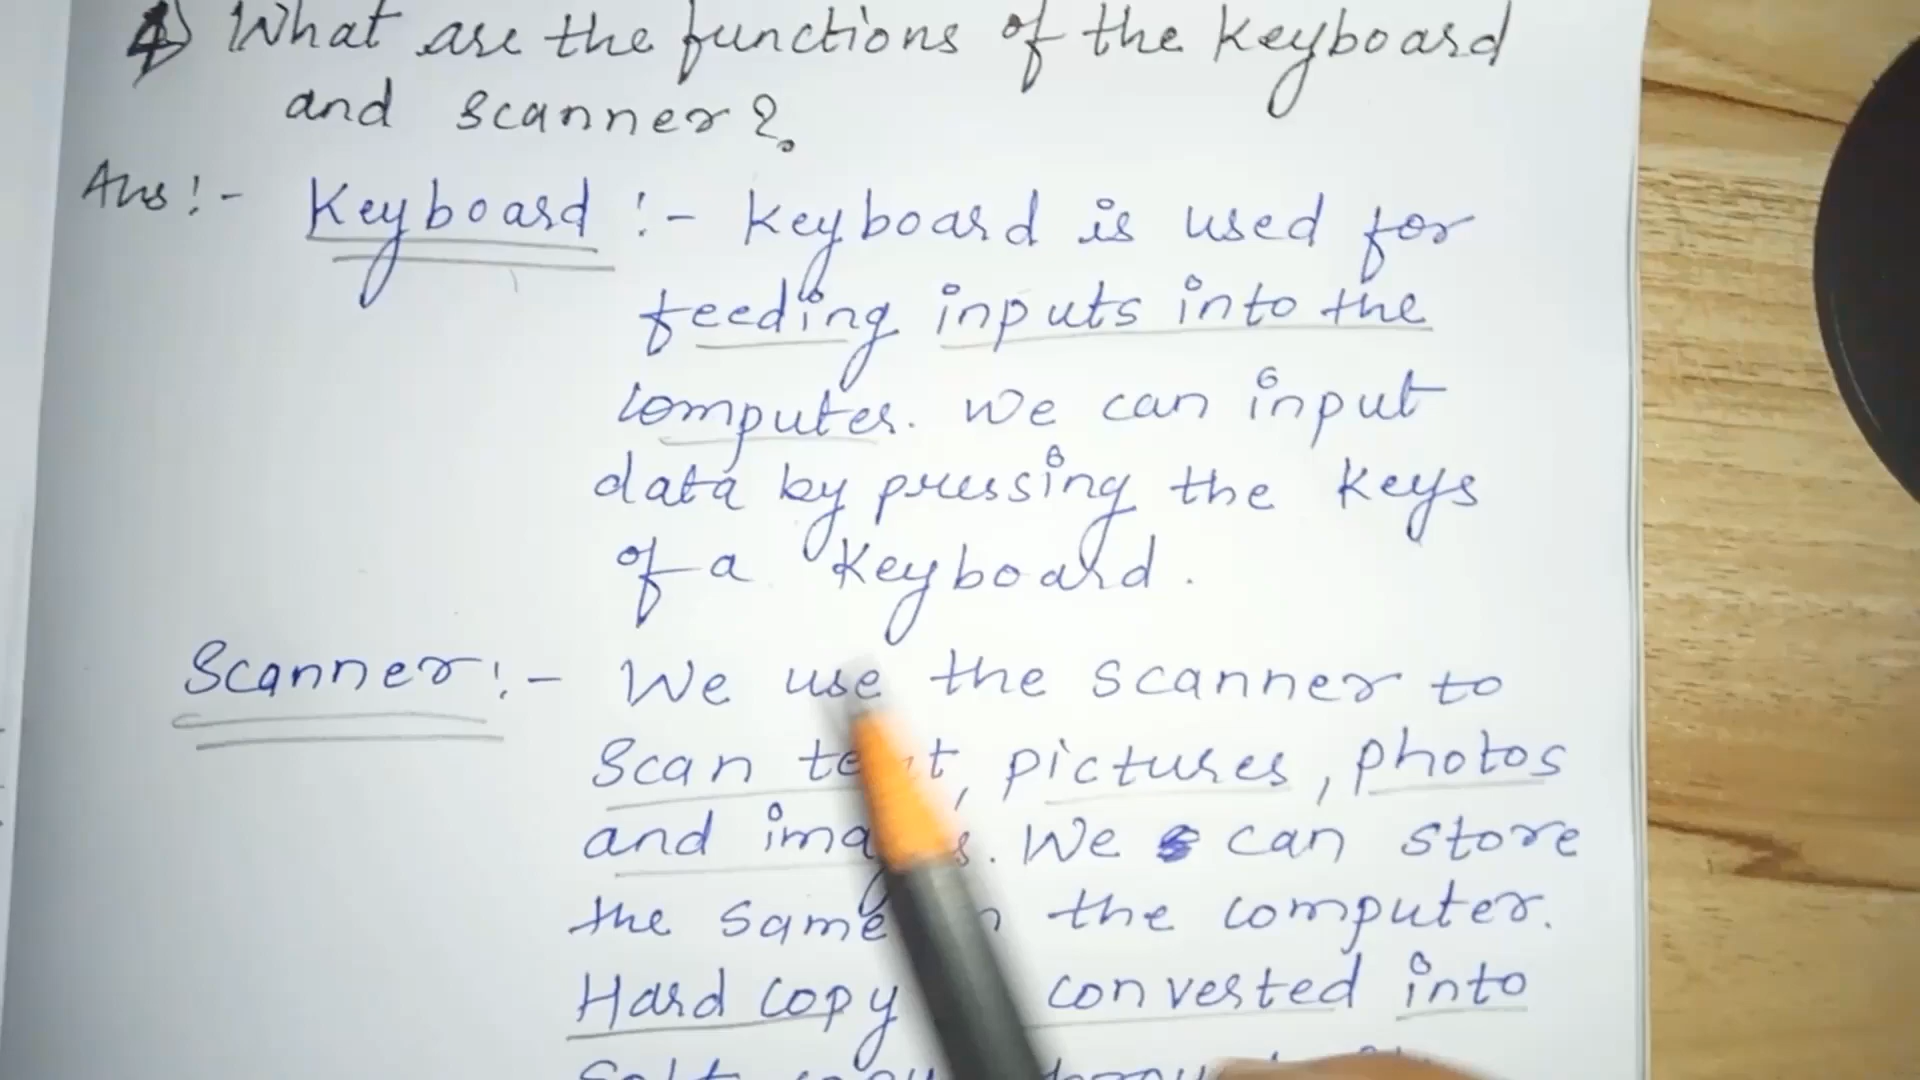 4) What are the functions of the Keyboard
and scanner?
Ans:- Keyboard :- Keyboard is used for
feeding inputs into the
computer. We can input
data by pressing the keys
of a Keyboard.
Scanner:- We use the scanner to
Scan text, pictures, photos
and images. We can store
the same the computer.
Hard copy converted into